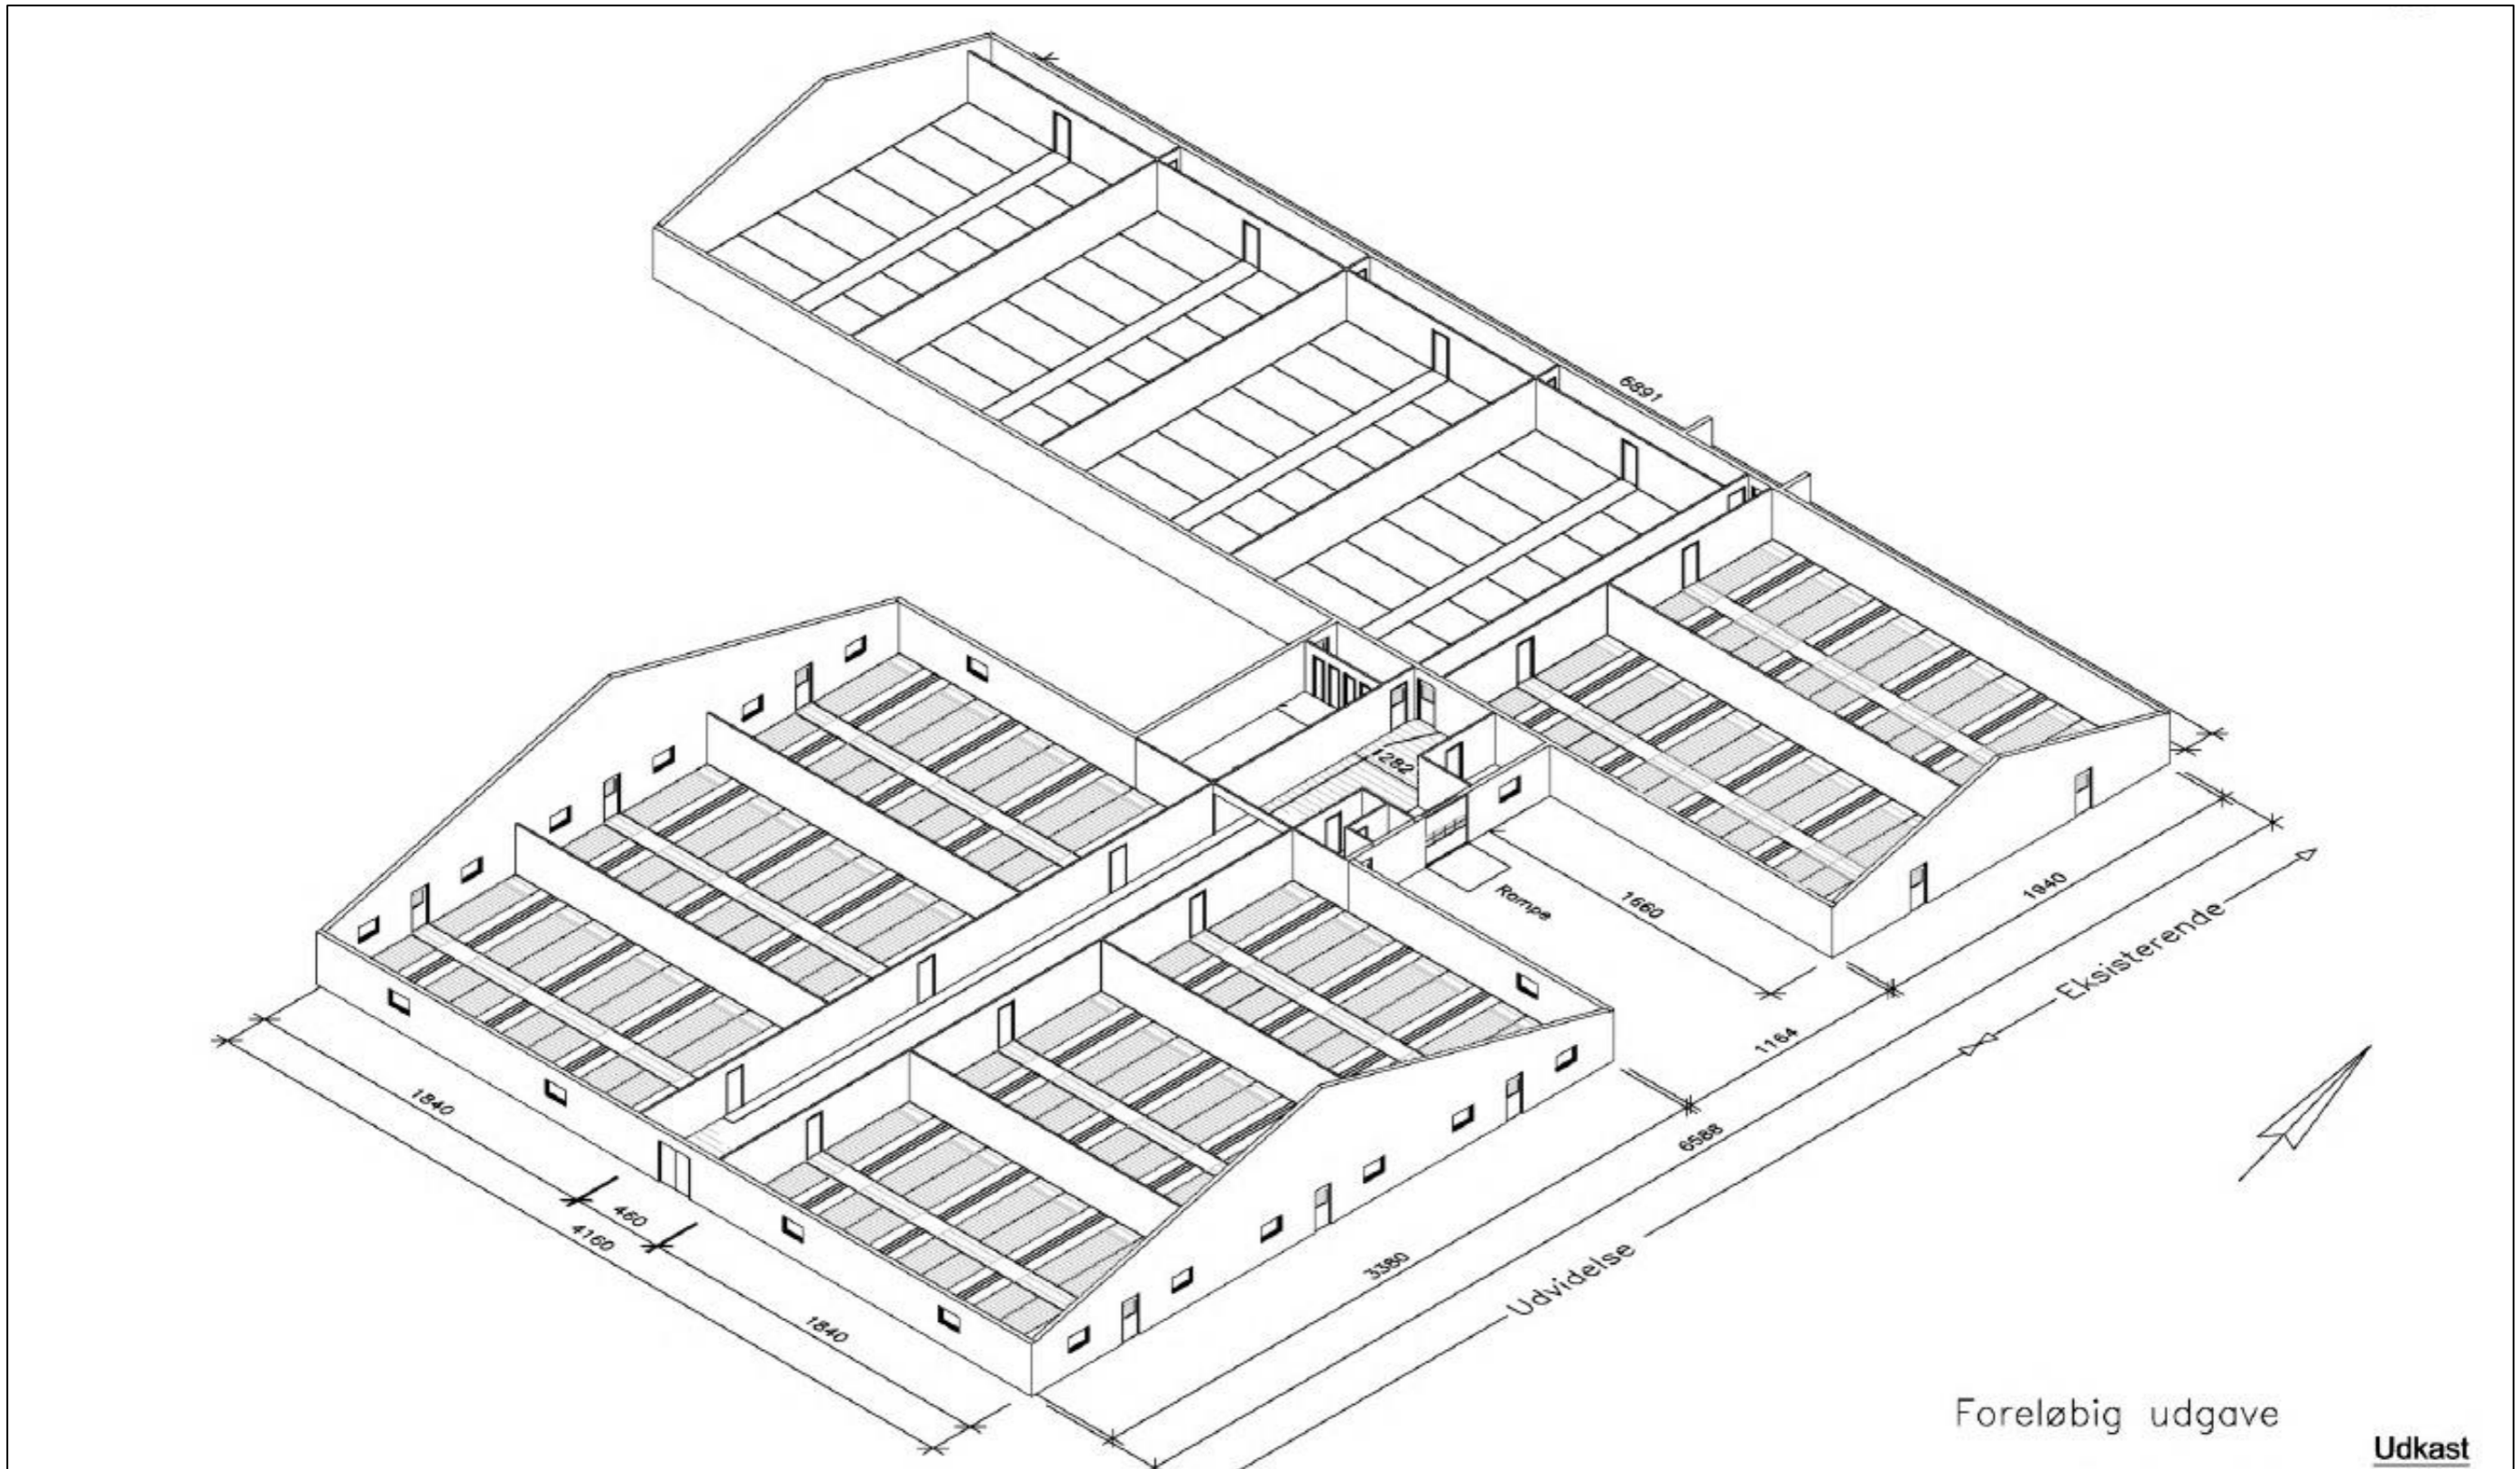 6891
1282
Rampe
1660
1940
Eksisterende
1164
6588
1840
460
4160
3380
Udvidelse
1840
Foreløbig udgave
Udkast